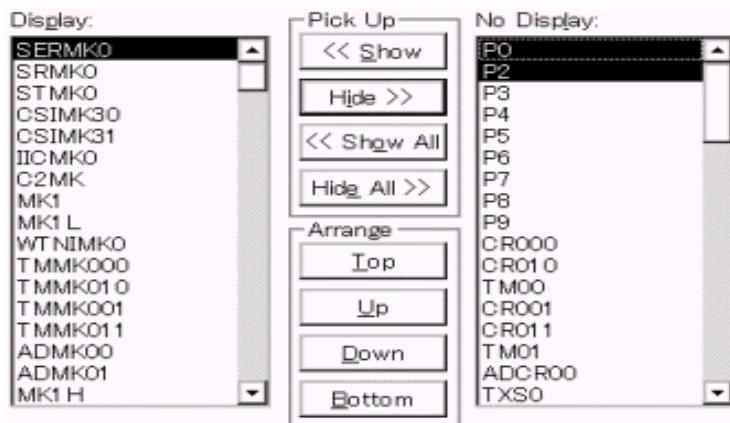 Display:
SERMK0
SRMK0
STMK0
CSIMK30
CSIMK31
IICMK0
C2MK
MK1
MK1L
WTNIMK0
TMMK000
TMMK010
TMMK001
TMMK011
ADMK00
ADMK01
MK1H
Pick Up
<< Show
Hide >>
<< Show All
Hide All >>
Arrange
Top
Up
Down
Bottom
No Display:
P0
P2
P3
P4
P5
P6
P7
P8
P9
CR000
CR010
TM00
CR001
CR011
TM01
ADCR00
TXS0